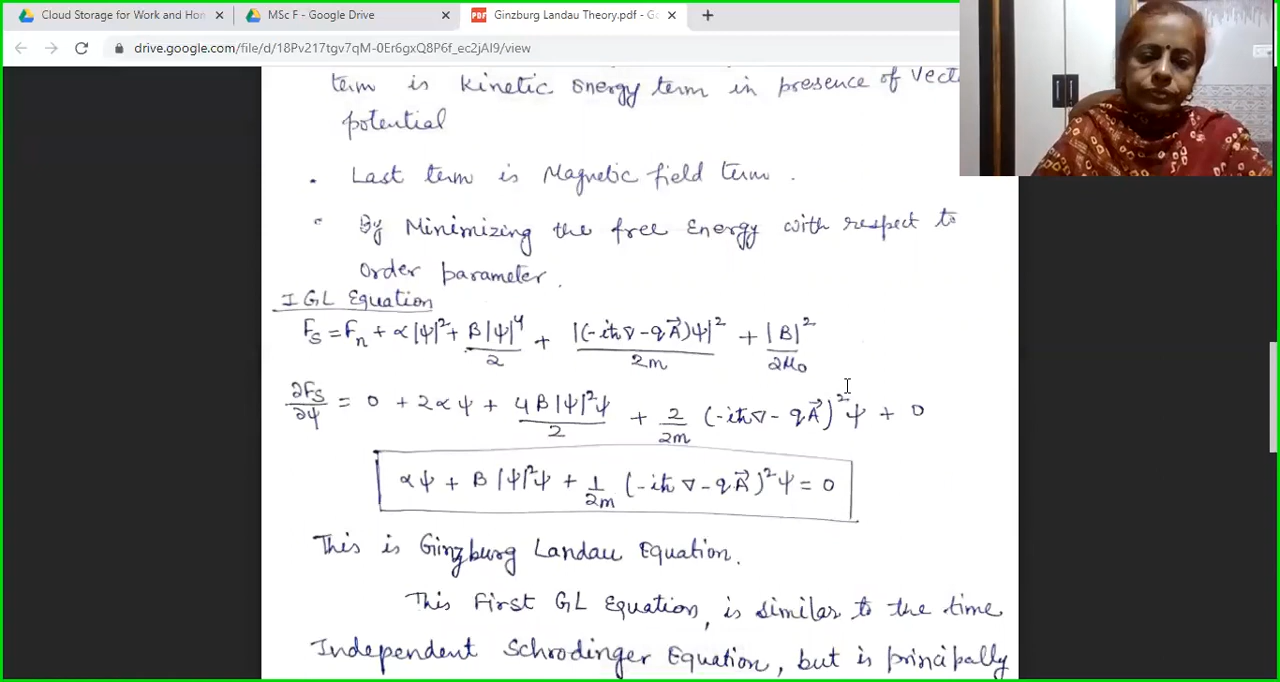 Cloud Storage for Work and Hom
MSc F - Google Drive
PDF Ginzburg Landau Theory.pdf - Go
drive.google.com/file/d/18Pv217tgv7qM-0Er6gxQ8P6f_ec2jAl9/view
term is kinetic energy term in presence of Vect
potential
. Last term is Magnetic field term .
By Minimizing the free Energy with respect to
Order parameter .
I GL Equation
Fs = Fn + α|ψ|² + β|ψ|⁴/2 + |(-iħ∇ - qA⃗)ψ|²/2m + |B|²/2μ₀
∂Fs/∂ψ = 0 + 2αψ + 4β|ψ|²ψ/2 + 2/2m (-iħ∇ - qA⃗)²ψ + 0
αψ + β|ψ|²ψ + 1/2m (-iħ∇ - qA⃗)²ψ = 0
This is Ginzburg Landau Equation.
This First GL Equation, is similar to the time
Independent Schrodinger Equation, but is principally